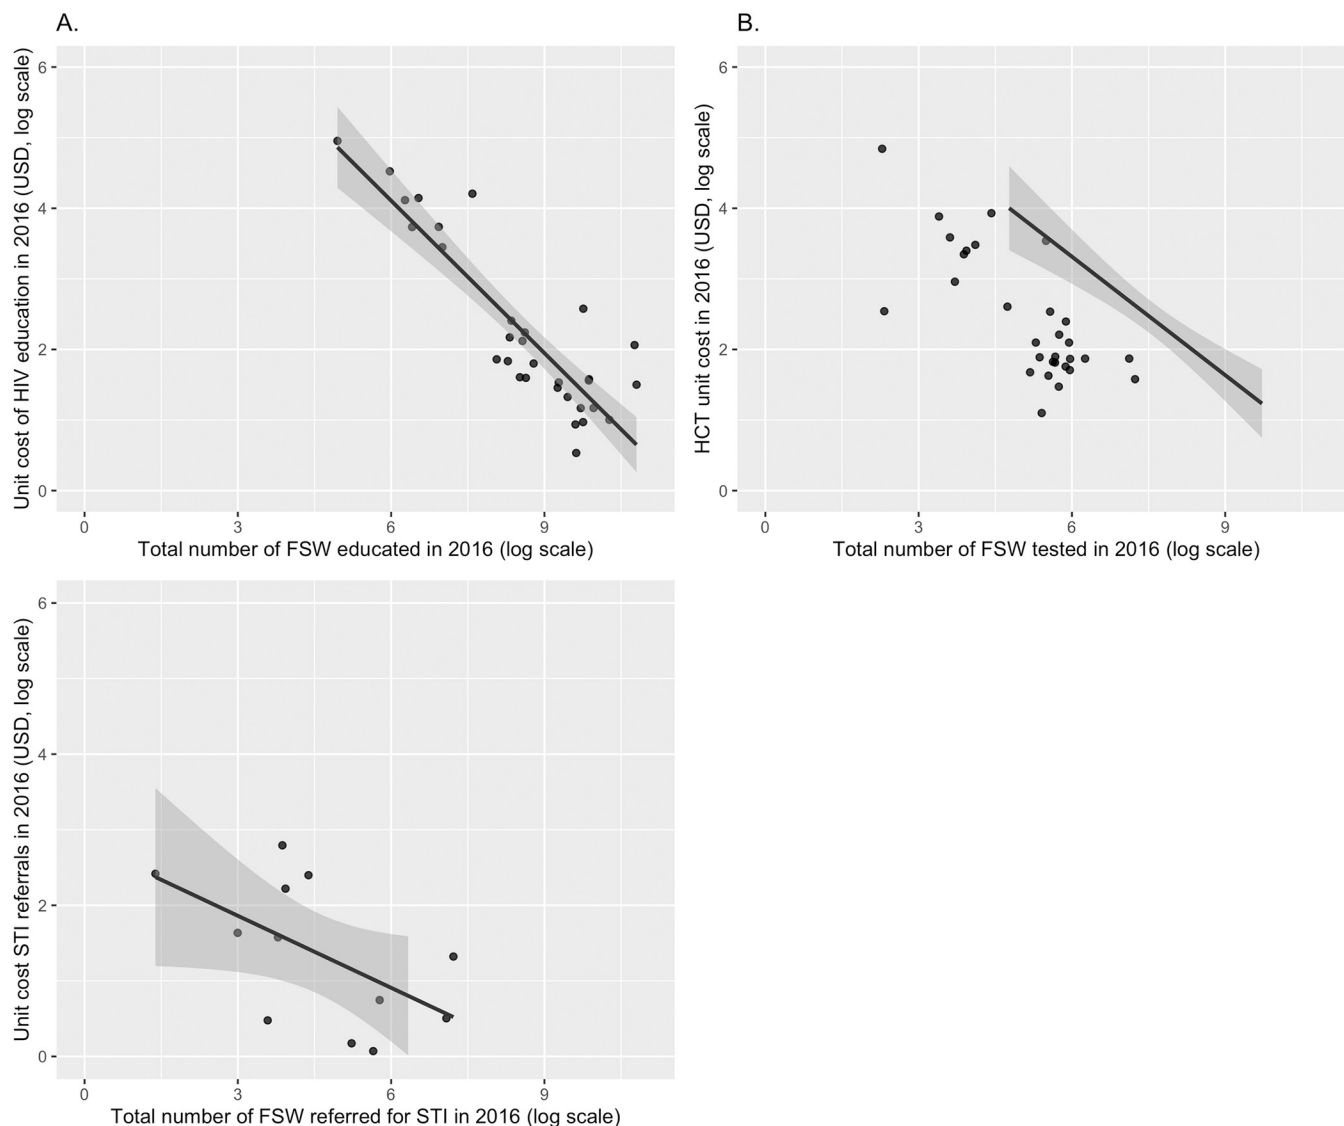 A.
Unit cost of HIV education in 2016 (USD, log scale)
6
4
2
0
0 3 6 9
Total number of FSW educated in 2016 (log scale)
B.
HCT unit cost in 2016 (USD, log scale)
6
4
2
0
0 3 6 9
Total number of FSW tested in 2016 (log scale)
Unit cost STI referrals in 2016 (USD, log scale)
6
4
2
0
0 3 6 9
Total number of FSW referred for STI in 2016 (log scale)